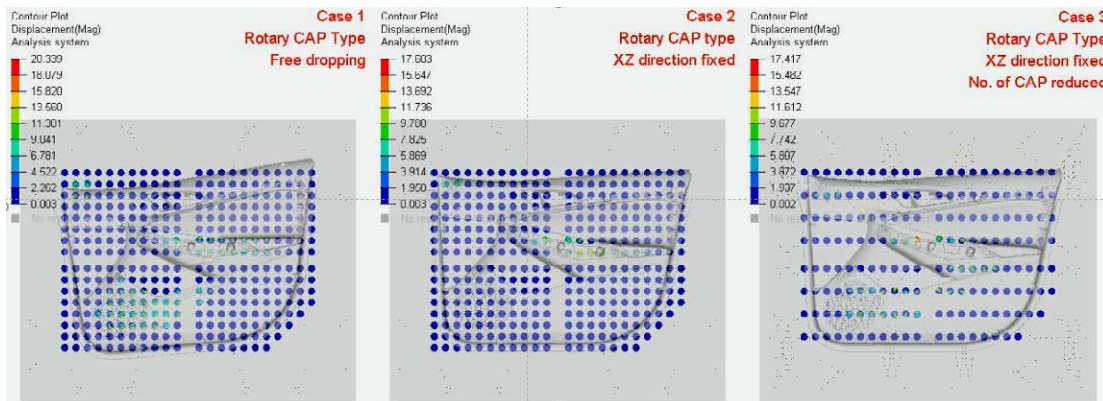 Contour Plot
Displacement(Mag)
Analysis system
20.339
18.079
15.820
13.560
11.301
9.041
6.781
4.522
2.262
0.003
Case 1
Rotary CAP Type
Free dropping
Contour Plot
Displacement(Mag)
Analysis system
17.603
15.647
13.692
11.736
9.780
7.825
5.869
3.914
1.958
0.003
Case 2
Rotary CAP type
XZ direction fixed
Contour Plot
Displacement(Mag)
Analysis system
17.417
15.482
13.547
11.612
9.677
7.742
5.807
3.872
1.937
0.002
Case 3
Rotary CAP Type
XZ direction fixed
No. of CAP reduced